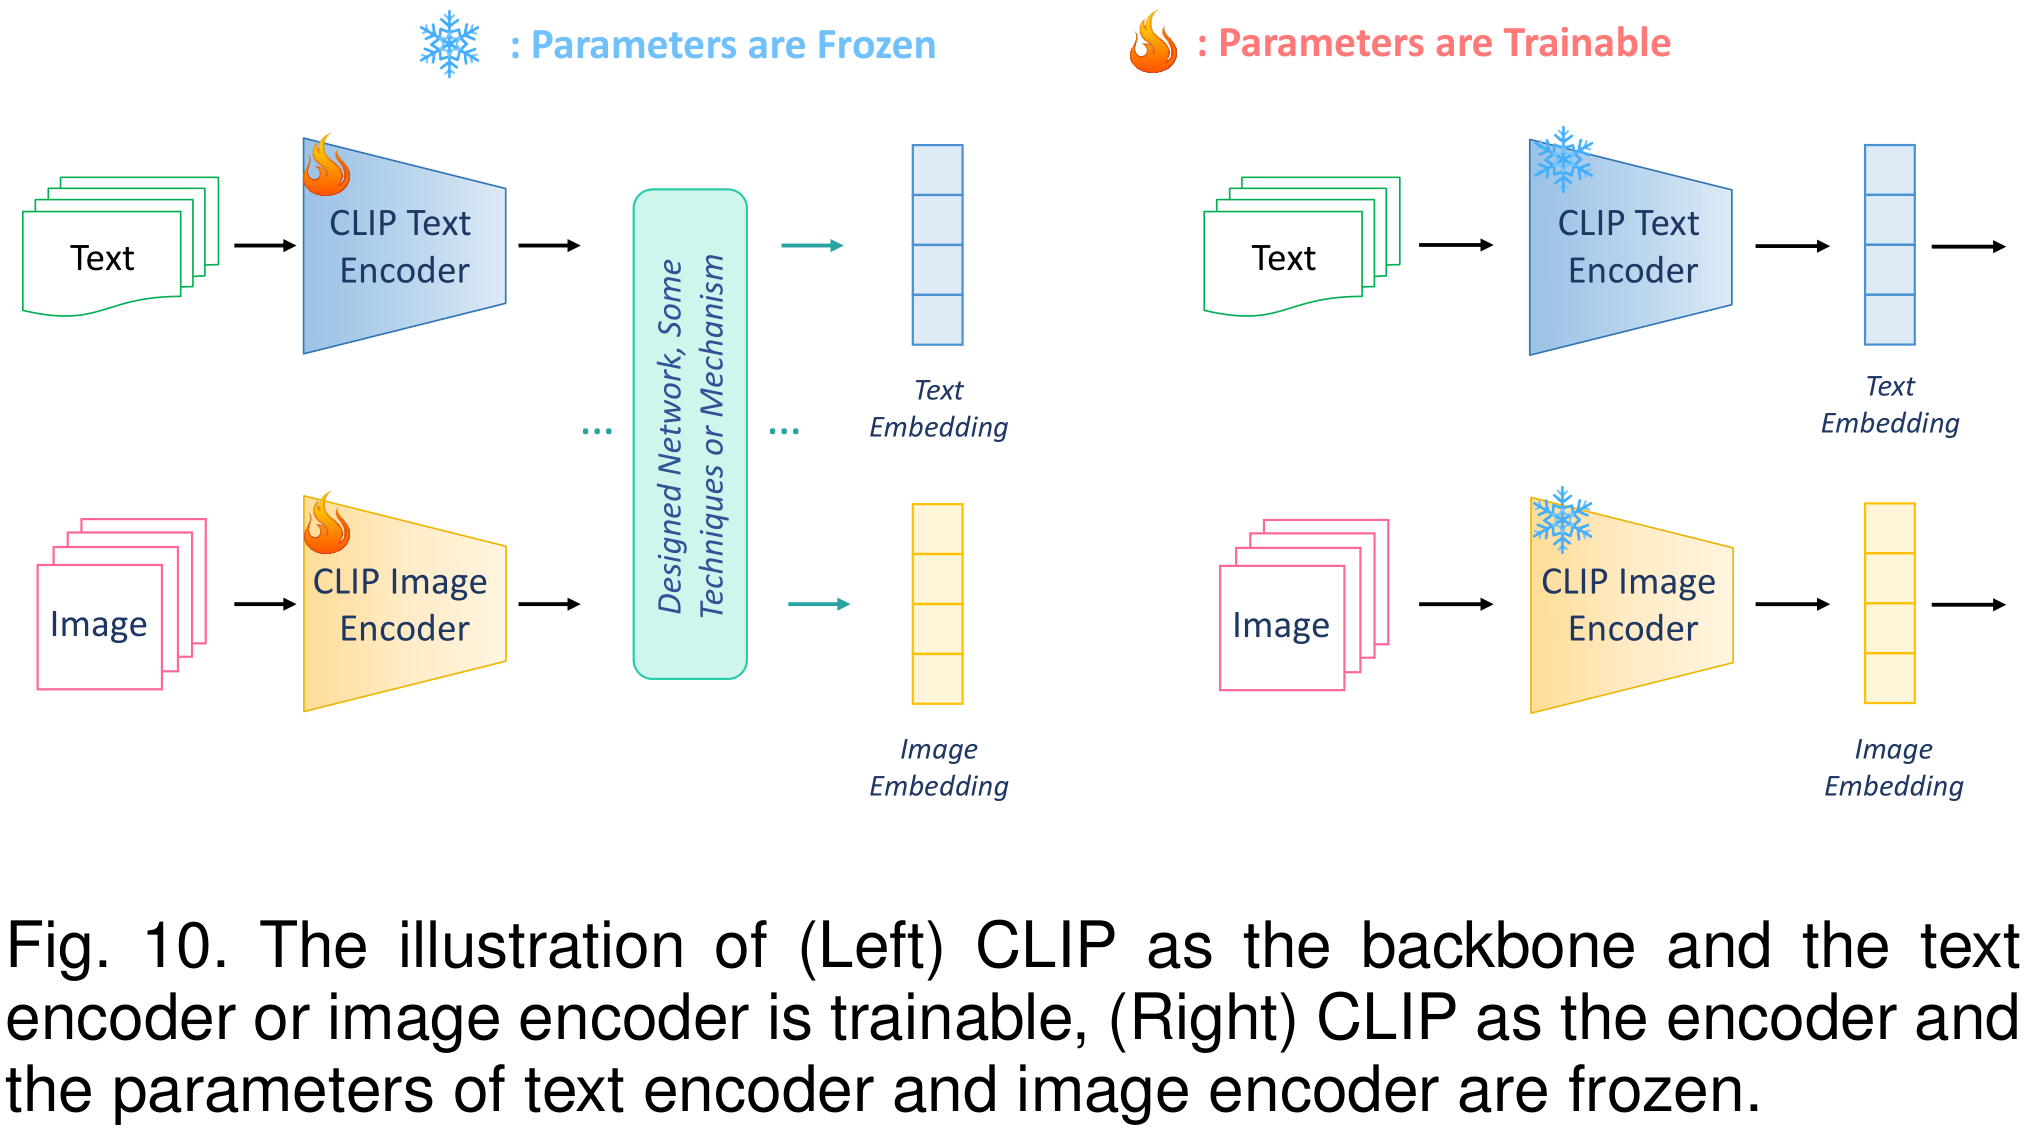 : Parameters are Frozen
: Parameters are Trainable
Text
CLIP Text
Encoder
Designed Network, Some
Techniques or Mechanism
...
...
Text
Embedding
Image
CLIP Image
Encoder
Image
Embedding
Text
CLIP Text
Encoder
Text
Embedding
Image
CLIP Image
Encoder
Image
Embedding
Fig. 10. The illustration of (Left) CLIP as the backbone and the text
encoder or image encoder is trainable, (Right) CLIP as the encoder and
the parameters of text encoder and image encoder are frozen.